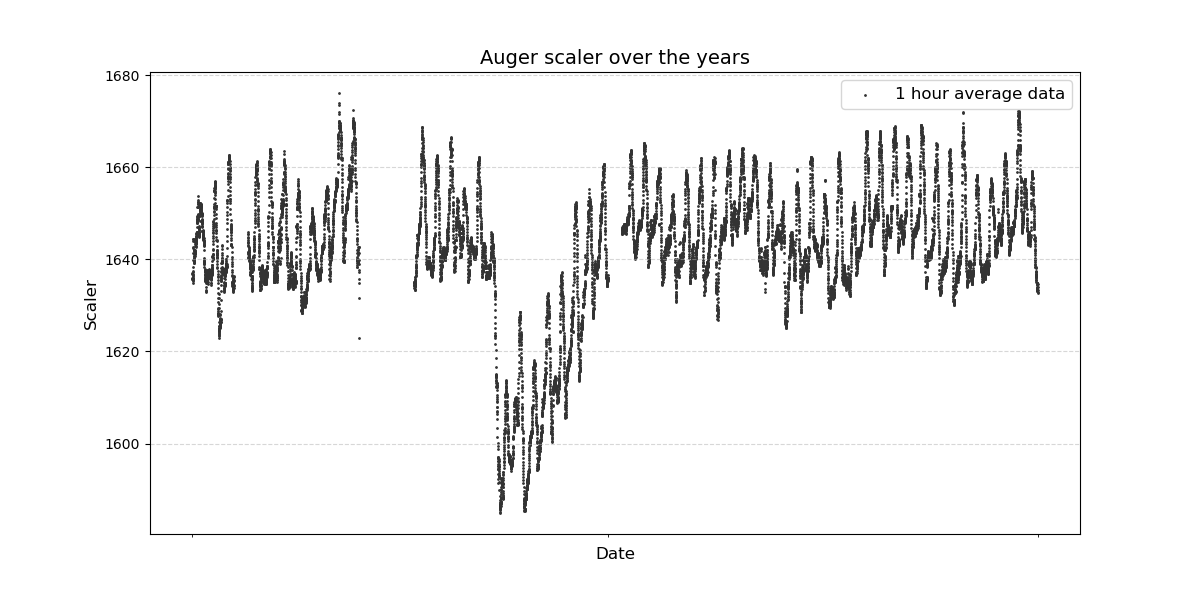 Auger scaler over the years
1 hour average data
Scaler
1680
1660
1640
1620
1600
Date